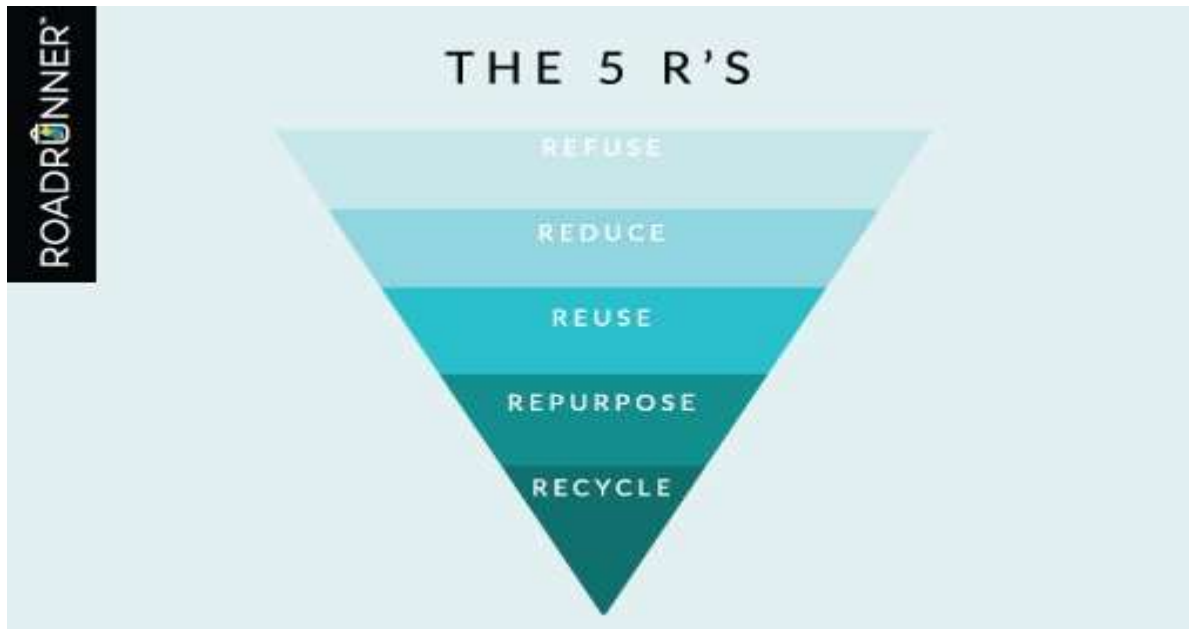 ROADRUNNER
THE 5 R'S
REFUSE
REDUCE
REUSE
REPURPOSE
RECYCLE